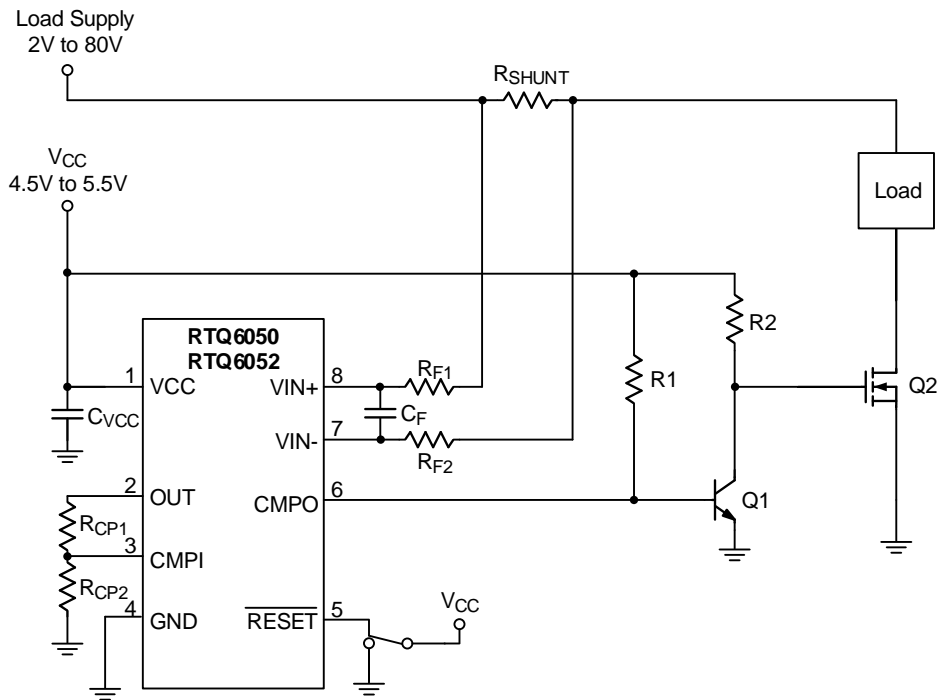 Load Supply
2V to 80V
RSHUNT
VCC
4.5V to 5.5V
Load
RTQ6050
RTQ6052
R2
1
VCC
VIN+
8
RF1
R1
Q2
CVCC
CF
VIN-
7
RF2
2
OUT
CMPO
6
Q1
RCP1
3
CMPI
RCP2
4
GND
RESET
5
VCC